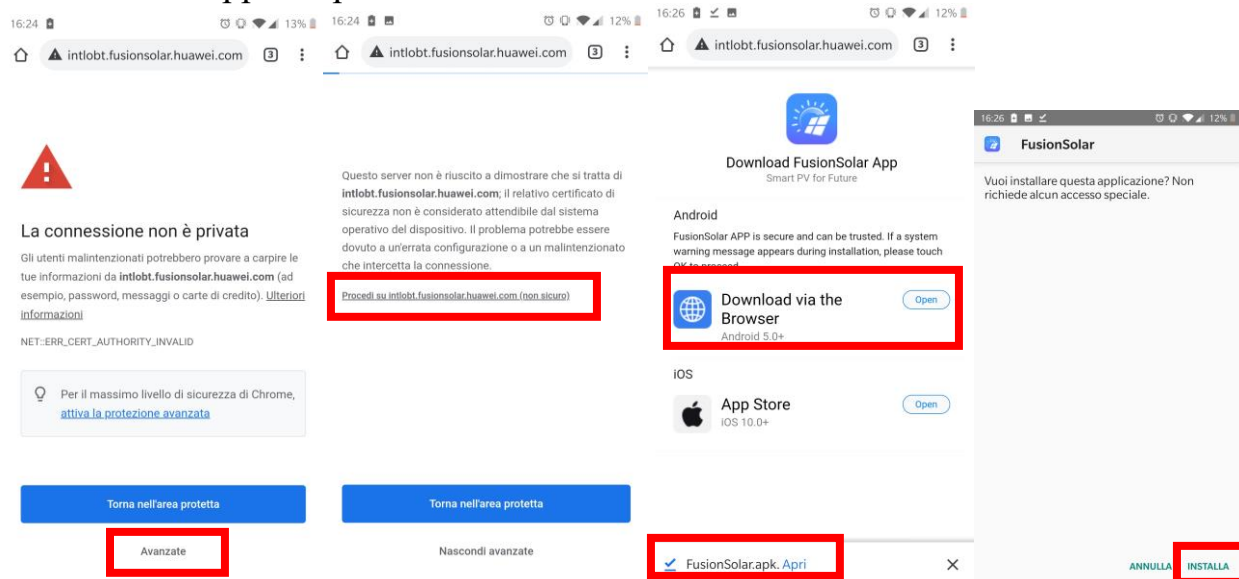 16:24 13%
intlobt.fusionsolar.huawei.com 3
La connessione non è privata
Gli utenti malintenzionati potrebbero provare a carpire le
tue informazioni da intlobt.fusionsolar.huawei.com (ad
esempio, password, messaggi o carte di credito). Ulteriori
informazioni
NET::ERR_CERT_AUTHORITY_INVALID
Per il massimo livello di sicurezza di Chrome,
attiva la protezione avanzata
Torna nell'area protetta
Avanzate
16:24 12%
intlobt.fusionsolar.huawei.com 3
Questo server non è riuscito a dimostrare che si tratta di
intlobt.fusionsolar.huawei.com; il relativo certificato di
sicurezza non è considerato attendibile dal sistema
operativo del dispositivo. Il problema potrebbe essere
dovuto a un'errata configurazione o a un malintenzionato
che intercetta la connessione.
Procedi su intlobt.fusionsolar.huawei.com (non sicuro)
Torna nell'area protetta
Nascondi avanzate
16:26 12%
intlobt.fusionsolar.huawei.com 3
Download FusionSolar App
Smart PV for Future
Android
FusionSolar APP is secure and can be trusted. If a system
warning message appears during installation, please touch
OK to proceed
Download via the Open
Browser
Android 5.0+
iOS
App Store Open
iOS 10.0+
FusionSolar.apk. Apri
16:26 12%
FusionSolar
Vuoi installare questa applicazione? Non
richiede alcun accesso speciale.
ANNULLA INSTALLA